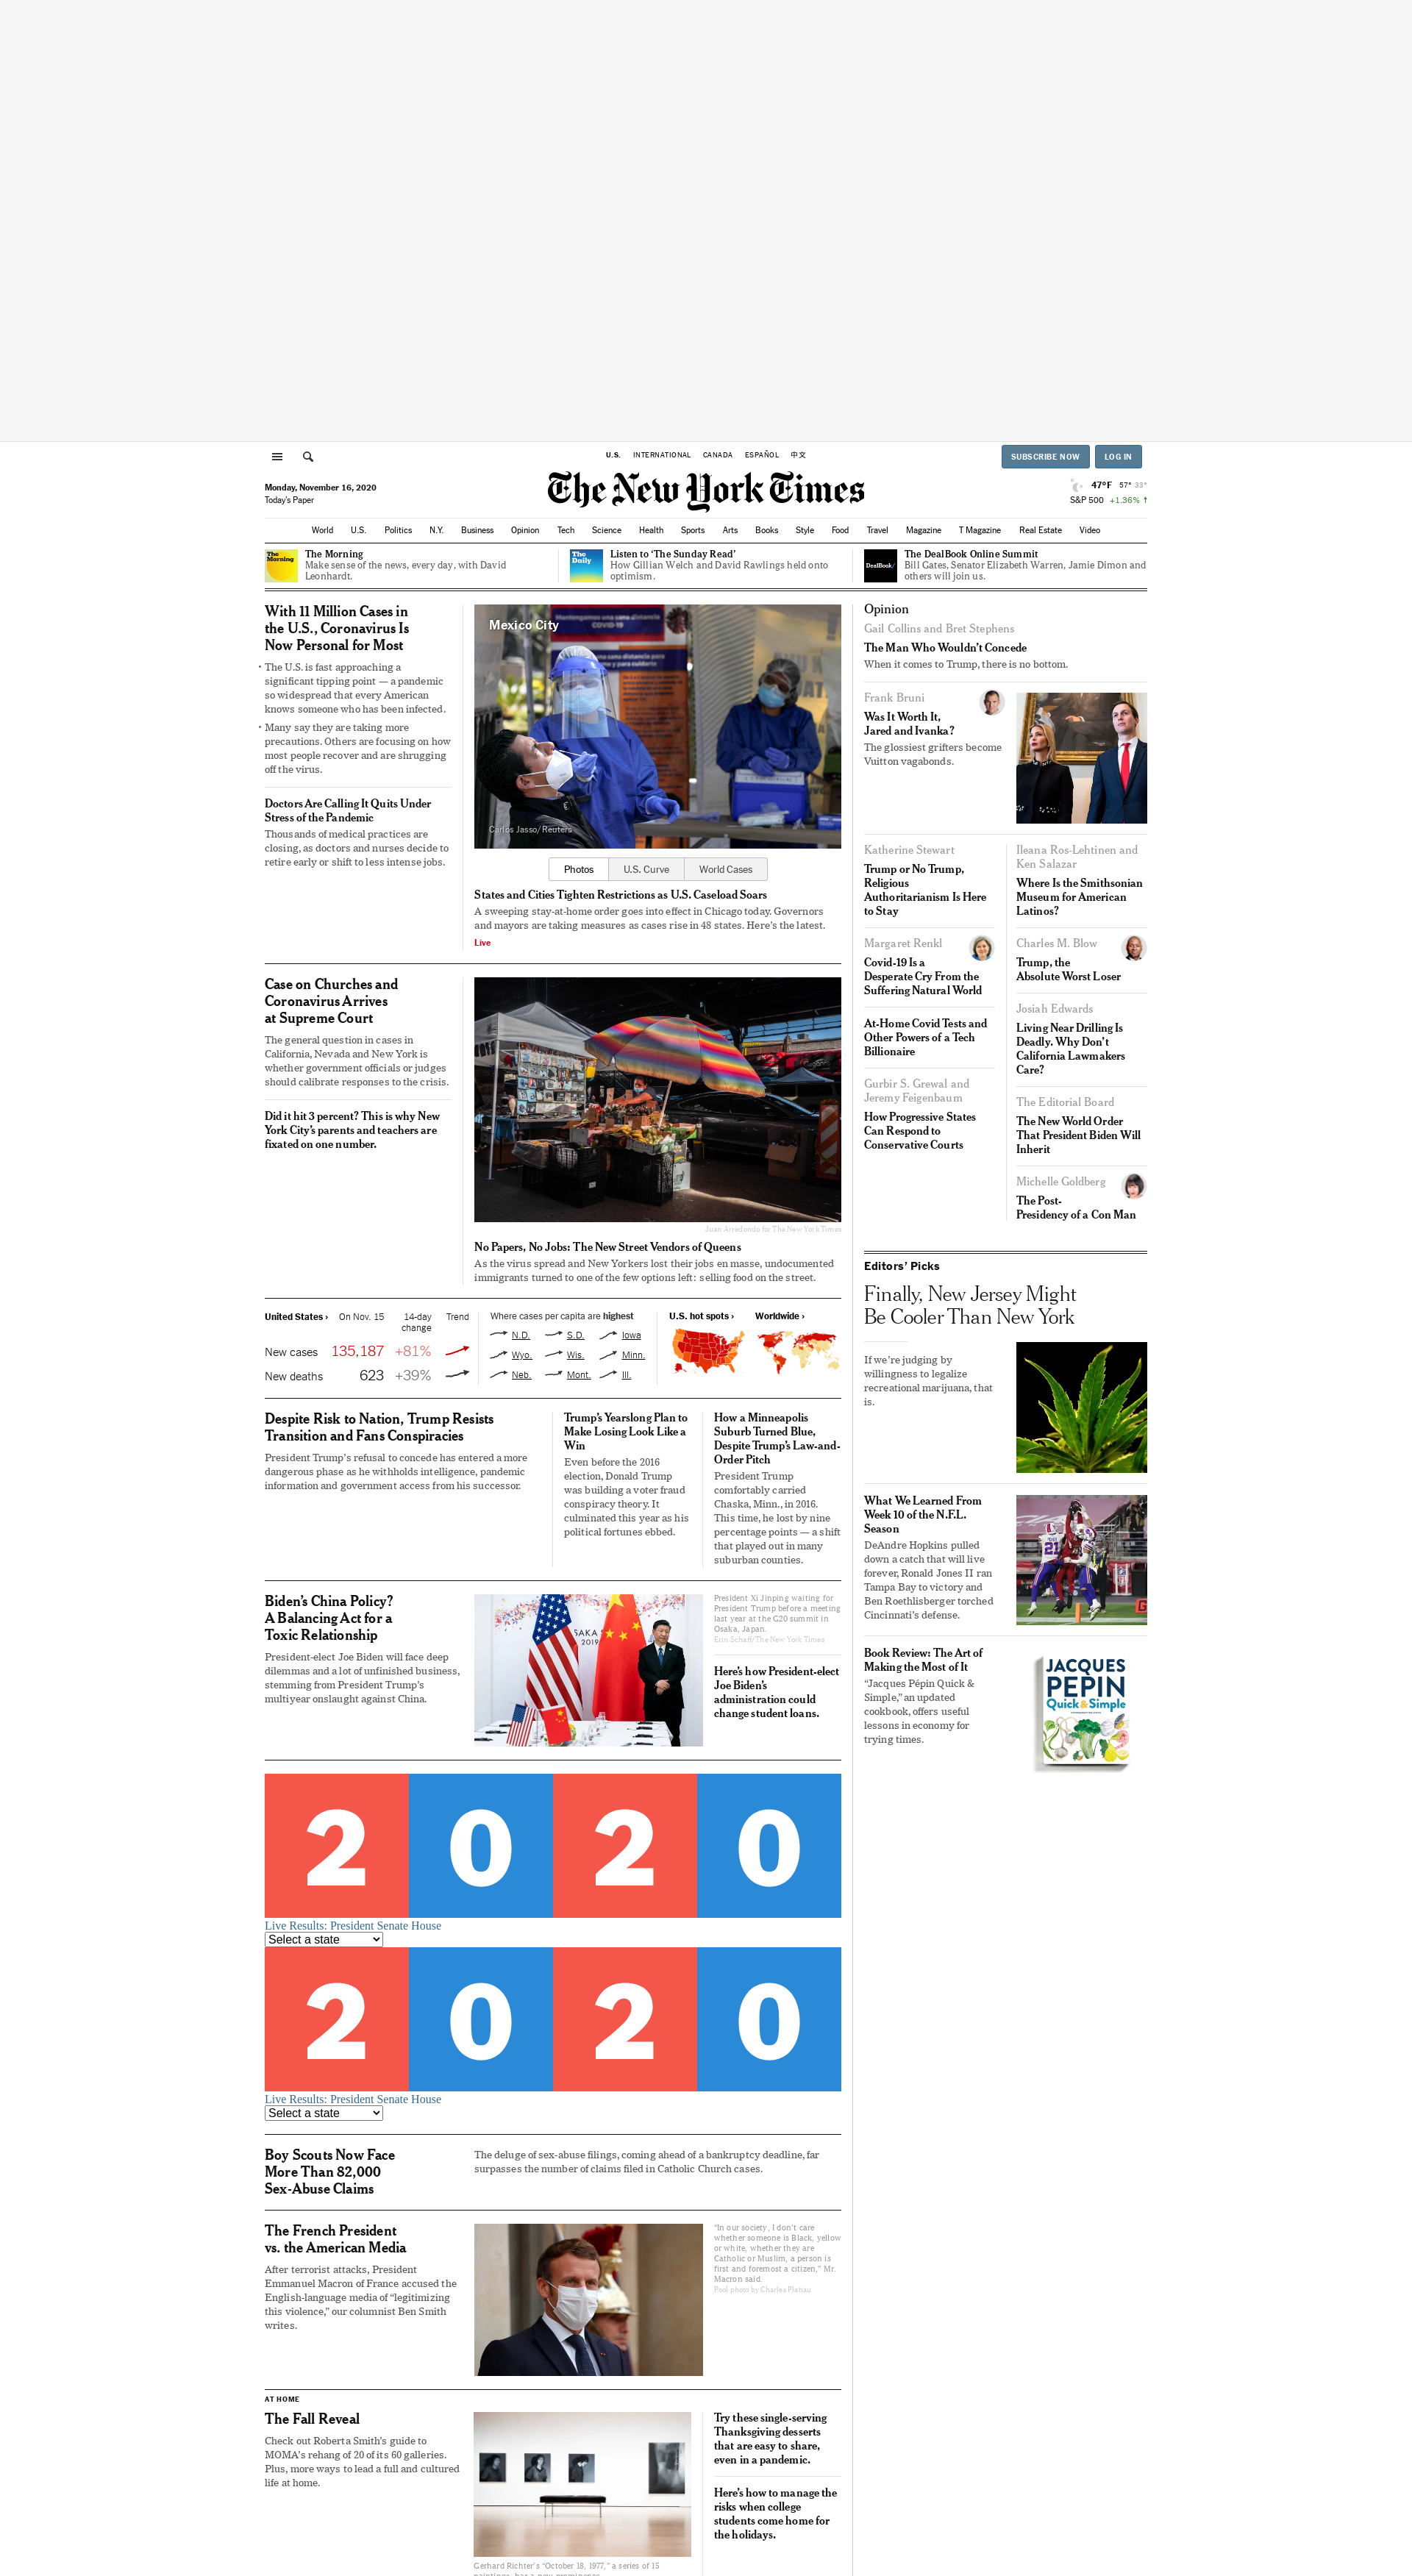 U.S. INTERNATIONAL CANADA ESPAÑOL 中文
SUBSCRIBE NOW LOG IN
Monday, November 16, 2020
Today's Paper
The New York Times
47°F 57° 33°
S&P 500 +1.36% ↑
World U.S. Politics N.Y. Business Opinion Tech Science Health Sports Arts Books Style Food Travel Magazine T Magazine Real Estate Video
The Morning
The Morning
Make sense of the news, every day, with David
Leonhardt.
The Daily
Listen to ‘The Sunday Read’
How Gillian Welch and David Rawlings held onto
optimism.
DealBook
The DealBook Online Summit
Bill Gates, Senator Elizabeth Warren, Jamie Dimon and
others will join us.
With 11 Million Cases in
the U.S., Coronavirus Is
Now Personal for Most
• The U.S. is fast approaching a
significant tipping point — a pandemic
so widespread that every American
knows someone who has been infected.
• Many say they are taking more
precautions. Others are focusing on how
most people recover and are shrugging
off the virus.
Doctors Are Calling It Quits Under
Stress of the Pandemic
Thousands of medical practices are
closing, as doctors and nurses decide to
retire early or shift to less intense jobs.
Mexico City
COVID-19
Carlos Jasso/Reuters
Photos U.S. Curve World Cases
States and Cities Tighten Restrictions as U.S. Caseload Soars
A sweeping stay-at-home order goes into effect in Chicago today. Governors
and mayors are taking measures as cases rise in 48 states. Here’s the latest.
Live
Case on Churches and
Coronavirus Arrives
at Supreme Court
The general question in cases in
California, Nevada and New York is
whether government officials or judges
should calibrate responses to the crisis.
Did it hit 3 percent? This is why New
York City’s parents and teachers are
fixated on one number.
Juan Arredondo for The New York Times
No Papers, No Jobs: The New Street Vendors of Queens
As the virus spread and New Yorkers lost their jobs en masse, undocumented
immigrants turned to one of the few options left: selling food on the street.
United States › On Nov. 15 14-day Trend
change
New cases 135,187 +81%
New deaths 623 +39%
Where cases per capita are highest
N.D. S.D. Iowa
Wyo. Wis. Minn.
Neb. Mont. Ill.
U.S. hot spots › Worldwide ›
Despite Risk to Nation, Trump Resists
Transition and Fans Conspiracies
President Trump’s refusal to concede has entered a more
dangerous phase as he withholds intelligence, pandemic
information and government access from his successor.
Trump’s Yearslong Plan to
Make Losing Look Like a
Win
Even before the 2016
election, Donald Trump
was building a voter fraud
conspiracy theory. It
culminated this year as his
political fortunes ebbed.
How a Minneapolis
Suburb Turned Blue,
Despite Trump’s Law-and-
Order Pitch
President Trump
comfortably carried
Chaska, Minn., in 2016.
This time, he lost by nine
percentage points — a shift
that played out in many
suburban counties.
Biden’s China Policy?
A Balancing Act for a
Toxic Relationship
President-elect Joe Biden will face deep
dilemmas and a lot of unfinished business,
stemming from President Trump’s
multiyear onslaught against China.
President Xi Jinping waiting for
President Trump before a meeting
last year at the G20 summit in
Osaka, Japan.
Erin Schaff/The New York Times
Here’s how President-elect
Joe Biden’s
administration could
change student loans.
2020
Live Results: President Senate House
Select a state
2020
Live Results: President Senate House
Select a state
Boy Scouts Now Face
More Than 82,000
Sex-Abuse Claims
The deluge of sex-abuse filings, coming ahead of a bankruptcy deadline, far
surpasses the number of claims filed in Catholic Church cases.
The French President
vs. the American Media
After terrorist attacks, President
Emmanuel Macron of France accused the
English-language media of “legitimizing
this violence,” our columnist Ben Smith
writes.
“In our society, I don’t care
whether someone is Black, yellow
or white, whether they are
Catholic or Muslim, a person is
first and foremost a citizen,” Mr.
Macron said.
Pool photo by Charles Platiau
AT HOME
The Fall Reveal
Check out Roberta Smith’s guide to
MOMA’s rehang of 20 of its 60 galleries.
Plus, more ways to lead a full and cultured
life at home.
Gerhard Richter’s “October 18, 1977,” a series of 15
Try these single-serving
Thanksgiving desserts
that are easy to share,
even in a pandemic.
Here’s how to manage the
risks when college
students come home for
the holidays.
Opinion
Gail Collins and Bret Stephens
The Man Who Wouldn’t Concede
When it comes to Trump, there is no bottom.
Frank Bruni
Was It Worth It,
Jared and Ivanka?
The glossiest grifters become
Vuitton vagabonds.
Katherine Stewart
Trump or No Trump,
Religious
Authoritarianism Is Here
to Stay
Margaret Renkl
Covid-19 Is a
Desperate Cry From the
Suffering Natural World
At-Home Covid Tests and
Other Powers of a Tech
Billionaire
Gurbir S. Grewal and
Jeremy Feigenbaum
How Progressive States
Can Respond to
Conservative Courts
Ileana Ros-Lehtinen and
Ken Salazar
Where Is the Smithsonian
Museum for American
Latinos?
Charles M. Blow
Trump, the
Absolute Worst Loser
Josiah Edwards
Living Near Drilling Is
Deadly. Why Don’t
California Lawmakers
Care?
The Editorial Board
The New World Order
That President Biden Will
Inherit
Michelle Goldberg
The Post-
Presidency of a Con Man
Editors’ Picks
Finally, New Jersey Might
Be Cooler Than New York
If we’re judging by
willingness to legalize
recreational marijuana, that
is.
What We Learned From
Week 10 of the N.F.L.
Season
DeAndre Hopkins pulled
down a catch that will live
forever, Ronald Jones II ran
Tampa Bay to victory and
Ben Roethlisberger torched
Cincinnati’s defense.
Book Review: The Art of
Making the Most of It
“Jacques Pépin Quick &
Simple,” an updated
cookbook, offers useful
lessons in economy for
trying times.
JACQUES
PEPIN
Quick & Simple